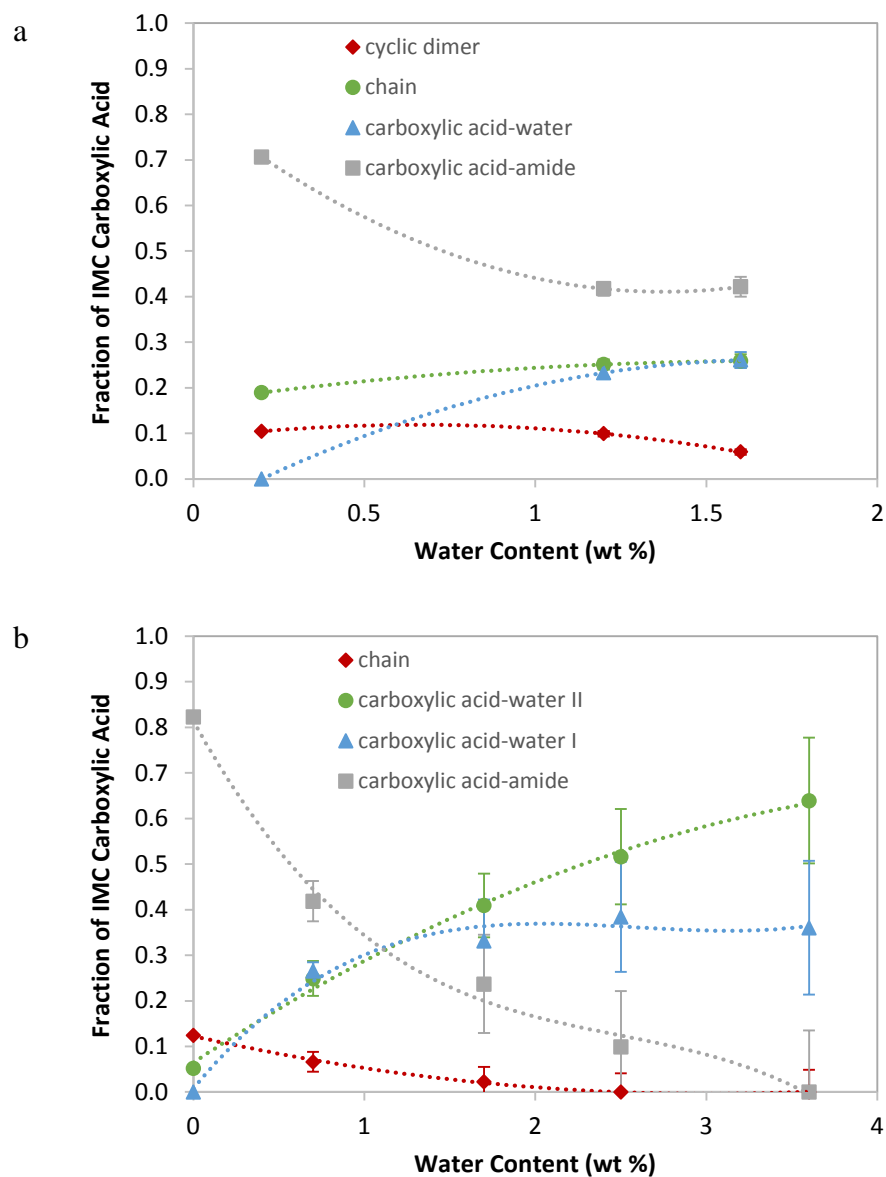 a
Fraction of IMC Carboxylic Acid
1.0
0.9
0.8
0.7
0.6
0.5
0.4
0.3
0.2
0.1
0.0
cyclic dimer
chain
carboxylic acid-water
carboxylic acid-amide
0
0.5
1
1.5
2
Water Content (wt %)
b
Fraction of IMC Carboxylic Acid
1.0
0.9
0.8
0.7
0.6
0.5
0.4
0.3
0.2
0.1
0.0
chain
carboxylic acid-water II
carboxylic acid-water I
carboxylic acid-amide
0
1
2
3
4
Water Content (wt %)